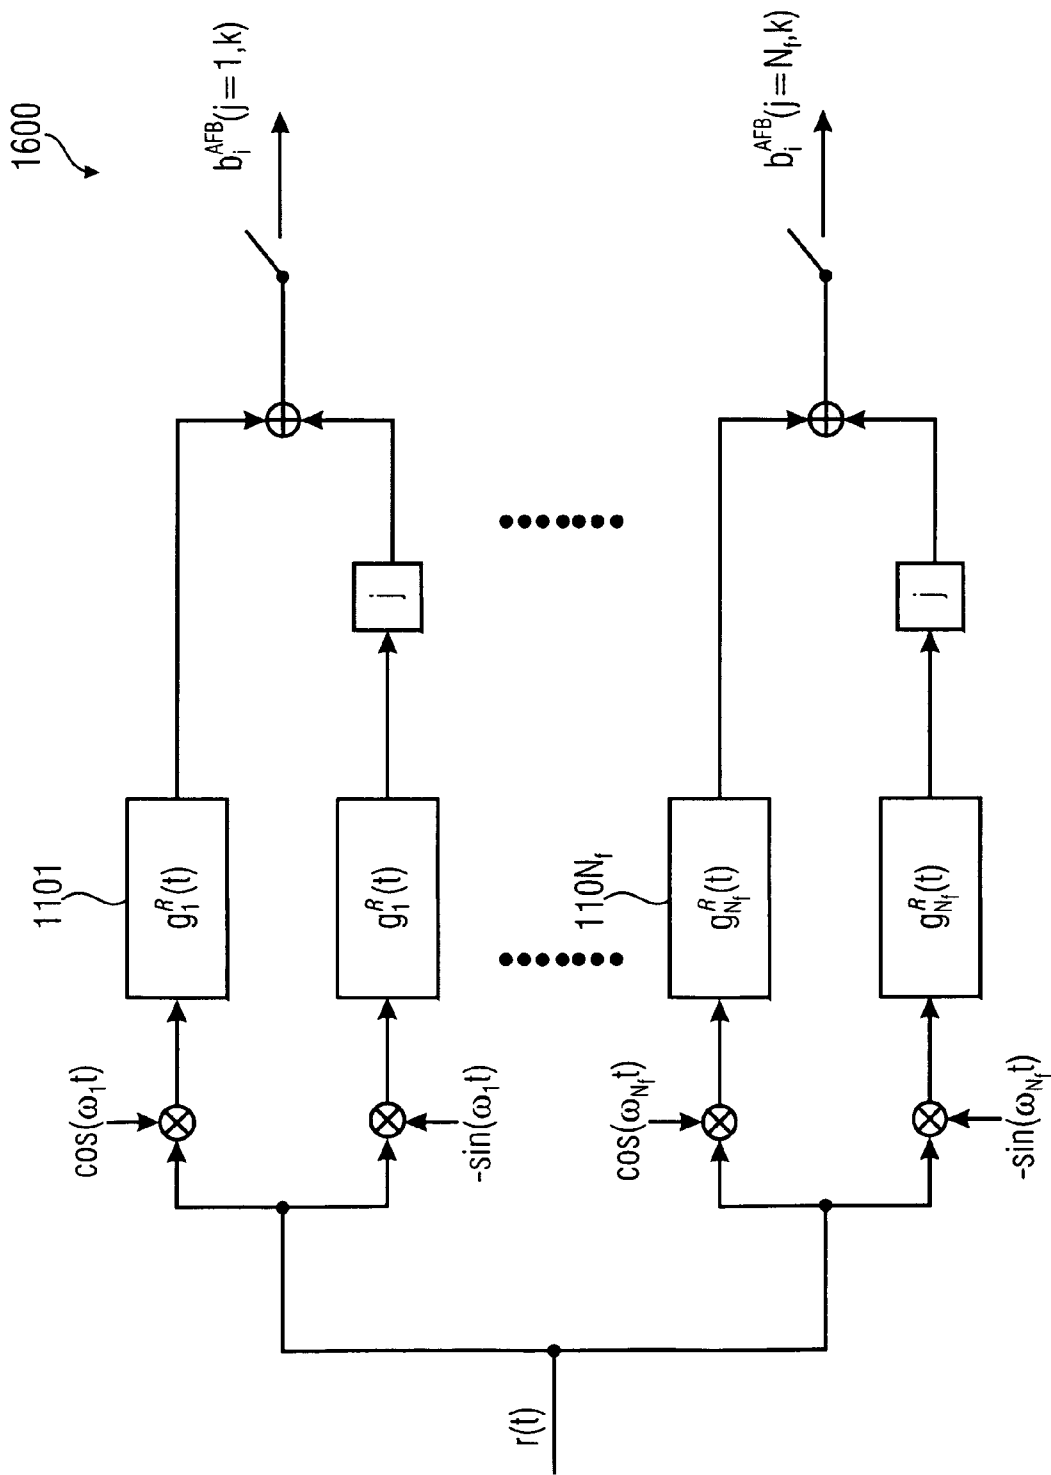 1600
b_i^AFB(j=1,k)
b_i^AFB(j=N_f,k)
j
j
1101
g_1^R(t)
g_1^R(t)
110N_f
g_{N_f}^R(t)
g_{N_f}^R(t)
cos(ω_1t)
-sin(ω_1t)
cos(ω_{N_f}t)
-sin(ω_{N_f}t)
r(t)